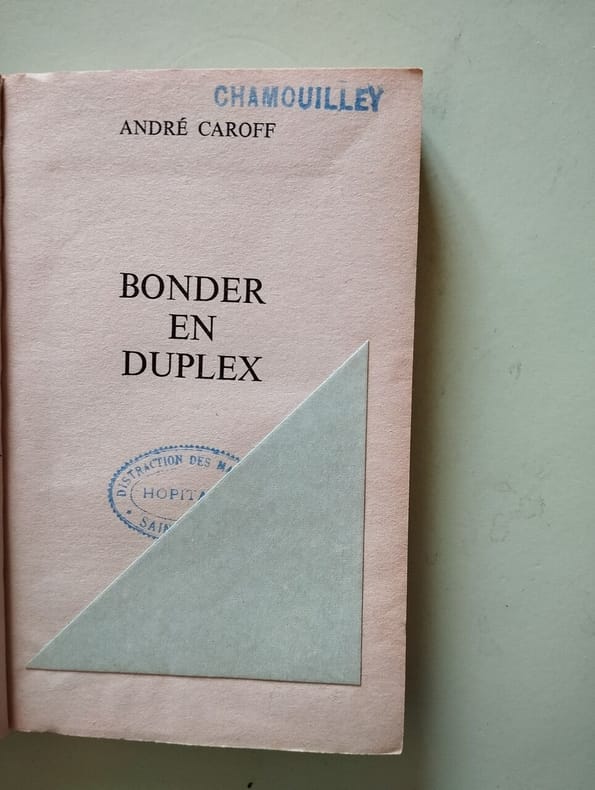 CHAMOUILLEY
ANDRÉ CAROFF
BONDER
EN
DUPLEX
DISTRACTION DES
HOPITA
SAIN